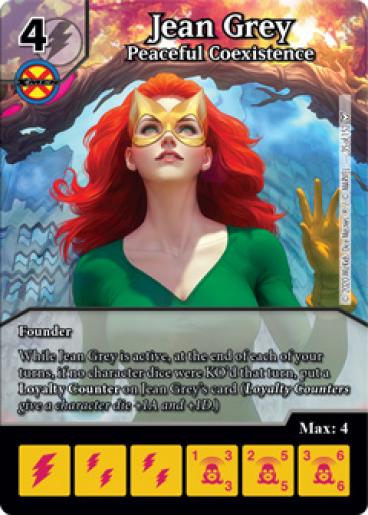 4
Jean Grey
Peaceful Coexistence
X-MEN
Founder
While Jean Grey is active, at the end of each of your
turns, if no character dice were KO'd that turn, put a
Loyalty Counter on Jean Grey's card (Loyalty Counters
give a character die +1A and +1D.)
Max: 4
1 3
3
2 5
5
3 6
6